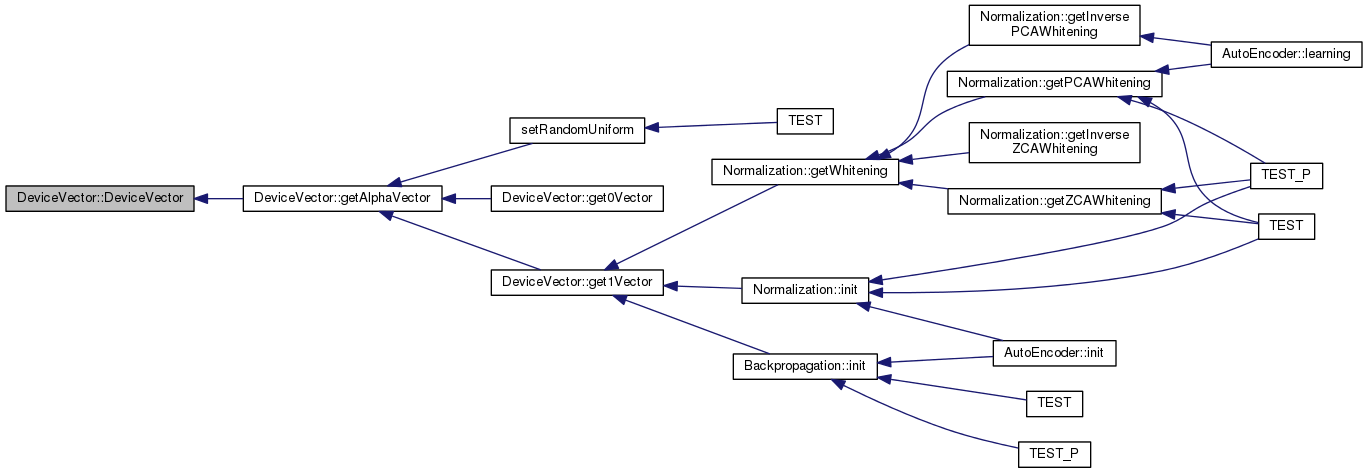 Normalization::getInverse
PCAWhitening
AutoEncoder::learning
Normalization::getPCAWhitening
setRandomUniform
TEST
Normalization::getInverse
ZCAWhitening
Normalization::getWhitening
TEST_P
DeviceVector::DeviceVector
DeviceVector::getAlphaVector
DeviceVector::get0Vector
Normalization::getZCAWhitening
TEST
DeviceVector::get1Vector
Normalization::init
AutoEncoder::init
Backpropagation::init
TEST
TEST_P